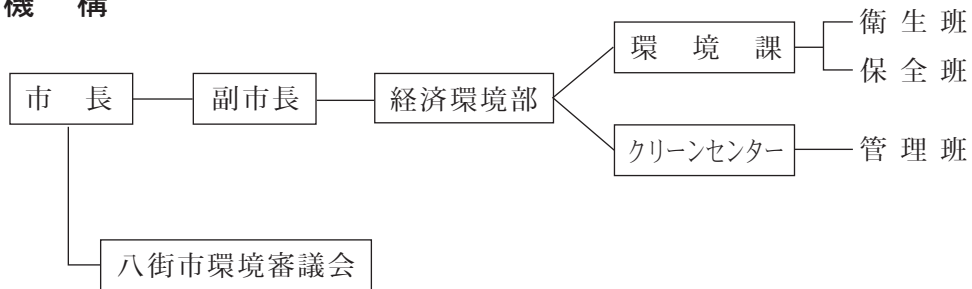 機　構
市　長
副市長
経済環境部
環　境　課
衛 生 班
保 全 班
クリーンセンター
管 理 班
八街市環境審議会